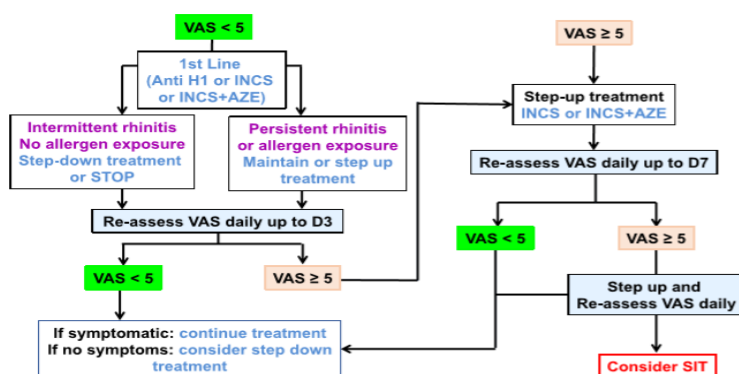 VAS < 5
1st Line
(Anti H1 or INCS
or INCS+AZE)
Intermittent rhinitis
No allergen exposure
Step-down treatment
or STOP
Persistent rhinitis
or allergen exposure
Maintain or step up
treatment
Re-assess VAS daily up to D3
VAS < 5
VAS ≥ 5
If symptomatic: continue treatment
If no symptoms: consider step down
treatment
VAS ≥ 5
Step-up treatment
INCS or INCS+AZE
Re-assess VAS daily up to D7
VAS < 5
VAS ≥ 5
Step up and
Re-assess VAS daily
Consider SIT